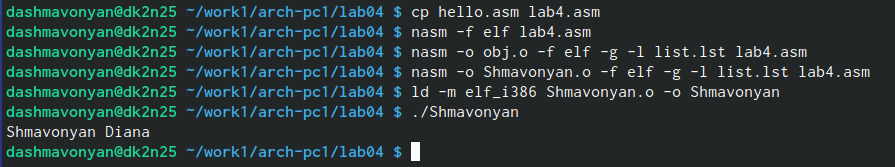 dashmavonyan@dk2n25 ~/work1/arch-pc1/lab04 $ cp hello.asm lab4.asm
dashmavonyan@dk2n25 ~/work1/arch-pc1/lab04 $ nasm -f elf lab4.asm
dashmavonyan@dk2n25 ~/work1/arch-pc1/lab04 $ nasm -o obj.o -f elf -g -l list.lst lab4.asm
dashmavonyan@dk2n25 ~/work1/arch-pc1/lab04 $ nasm -o Shmavonyan.o -f elf -g -l list.lst lab4.asm
dashmavonyan@dk2n25 ~/work1/arch-pc1/lab04 $ ld -m elf_i386 Shmavonyan.o -o Shmavonyan
dashmavonyan@dk2n25 ~/work1/arch-pc1/lab04 $ ./Shmavonyan
Shmavonyan Diana
dashmavonyan@dk2n25 ~/work1/arch-pc1/lab04 $